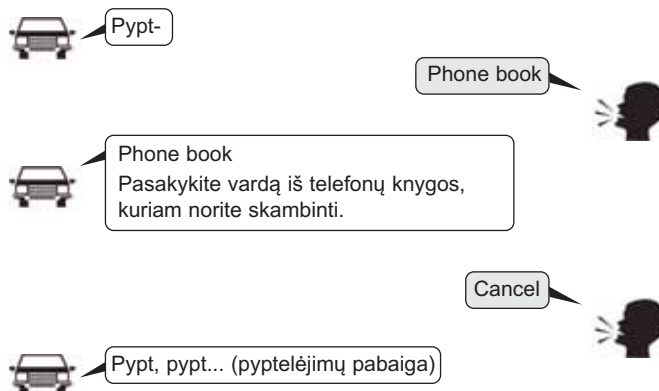 Pypt-
Phone book
Phone book
Pasakykite vardą iš telefonų knygos,
kuriam norite skambinti.
Cancel
Pypt, pypt... (pyptelėjimų pabaiga)